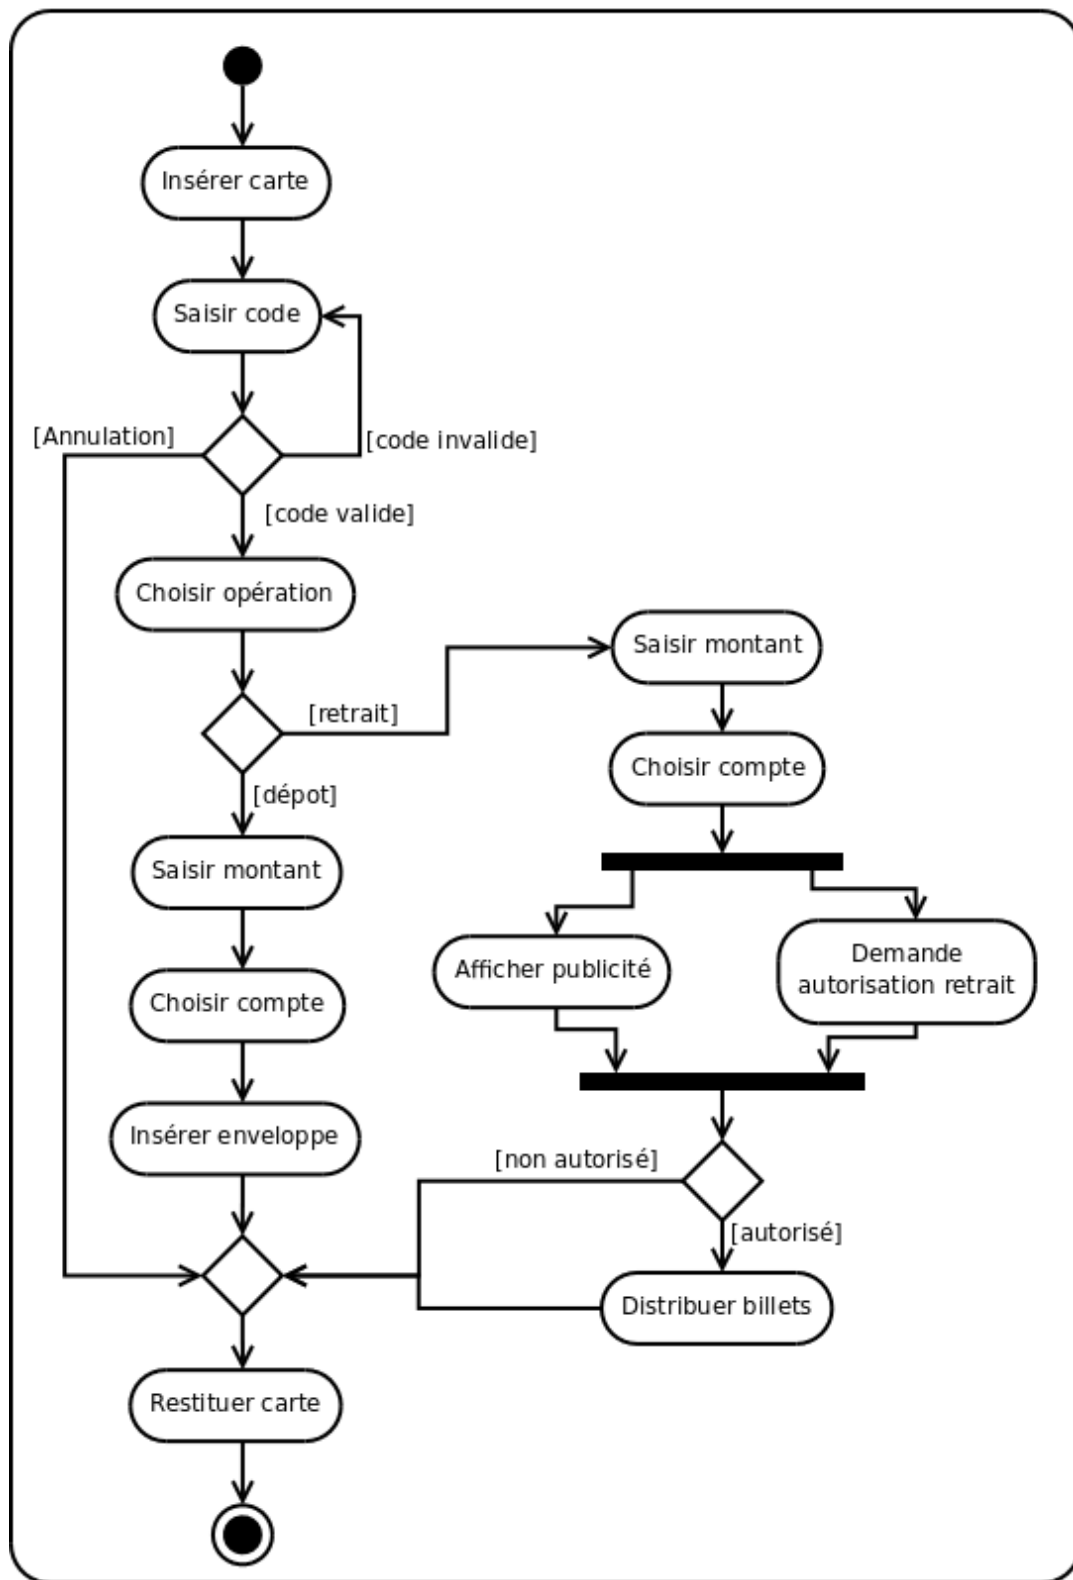 Insérer carte
Saisir code
[Annulation]
[code invalide]
[code valide]
Choisir opération
[retrait]
Saisir montant
Choisir compte
[dépot]
Saisir montant
Choisir compte
Insérer enveloppe
Afficher publicité
Demande
autorisation retrait
[non autorisé]
[autorisé]
Distribuer billets
Restituer carte